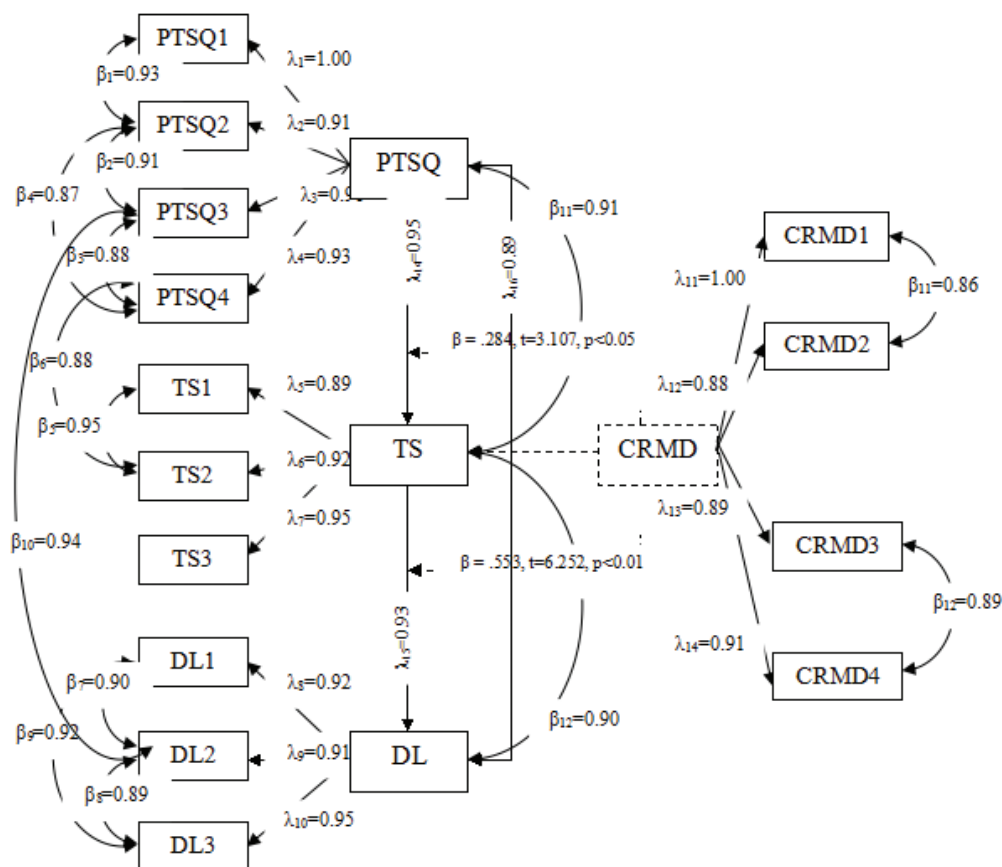 PTSQ1
λ₁=1.00
β₁=0.93
PTSQ2
λ₂=0.91
β₂=0.91
PTSQ
β₄=0.87
λ₃=0.9
PTSQ3
β₁₁=0.91
CRMD1
λ₁₄=0.95
λ₁₆=0.89
β₃=0.88
λ₄=0.93
λ₁₁=1.00
β₁₁=0.86
PTSQ4
CRMD2
β = .284, t=3.107, p<0.05
β₆=0.88
TS1
λ₅=0.89
λ₁₂=0.88
β₅=0.95
TS
CRMD
TS2
λ₆=0.92
λ₁₃=0.89
λ₇=0.95
β₁₀=0.94
TS3
CRMD3
β = .553, t=6.252, p<0.01
β₁₂=0.89
λ₁₅=0.93
DL1
λ₁₄=0.91
CRMD4
β₇=0.90
λ₈=0.92
β₁₂=0.90
β₉=0.92
DL2
λ₉=0.91
DL
β₈=0.89
λ₁₀=0.95
DL3